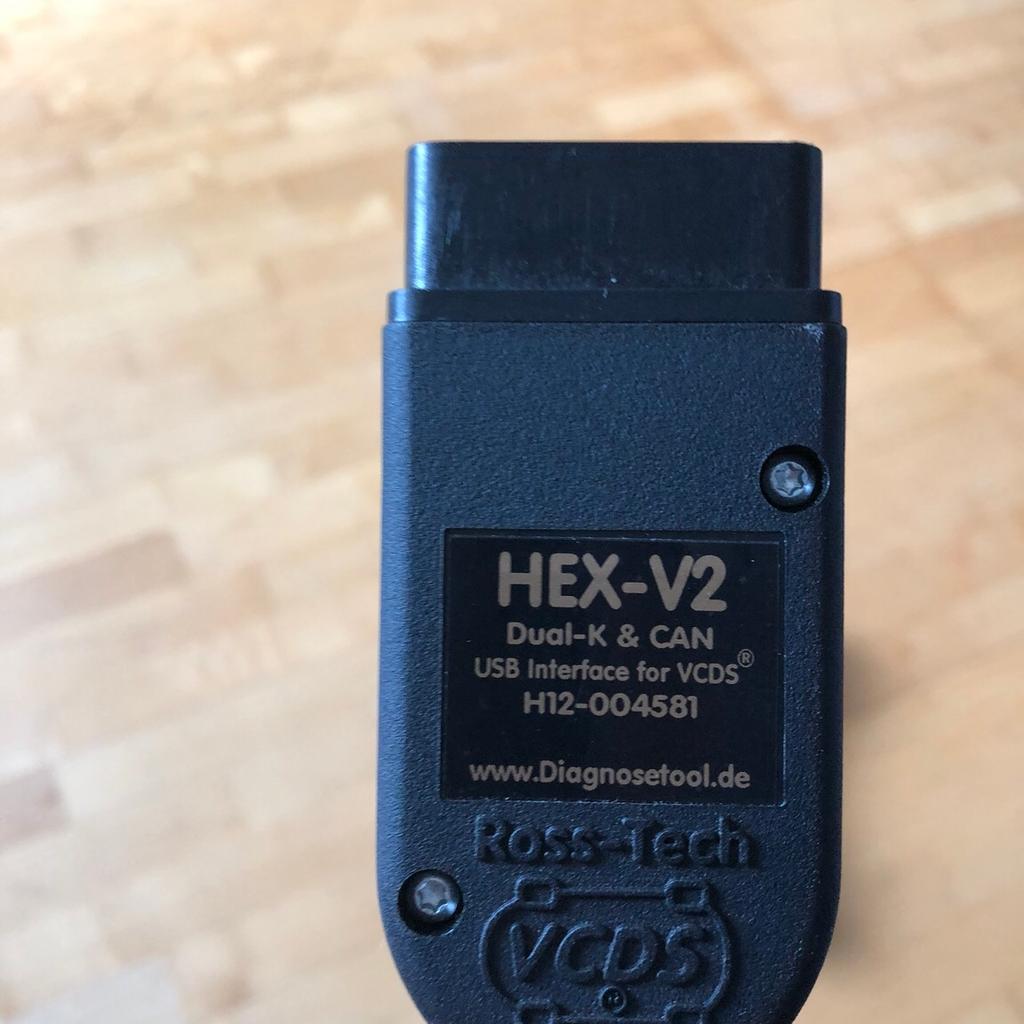 HEX-V2
Dual-K & CAN
USB Interface for VCDS®
H12-004581
www.Diagnosetool.de
Ross-Tech
VCDS
®